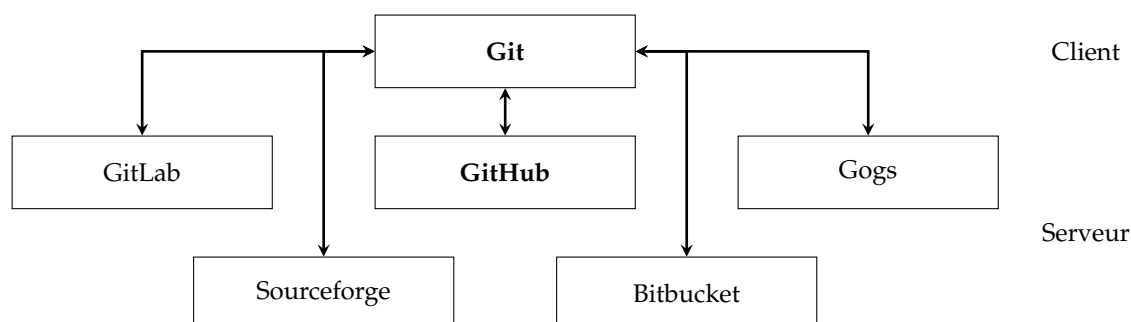 Git
Client
GitLab
GitHub
Gogs
Serveur
Sourceforge
Bitbucket